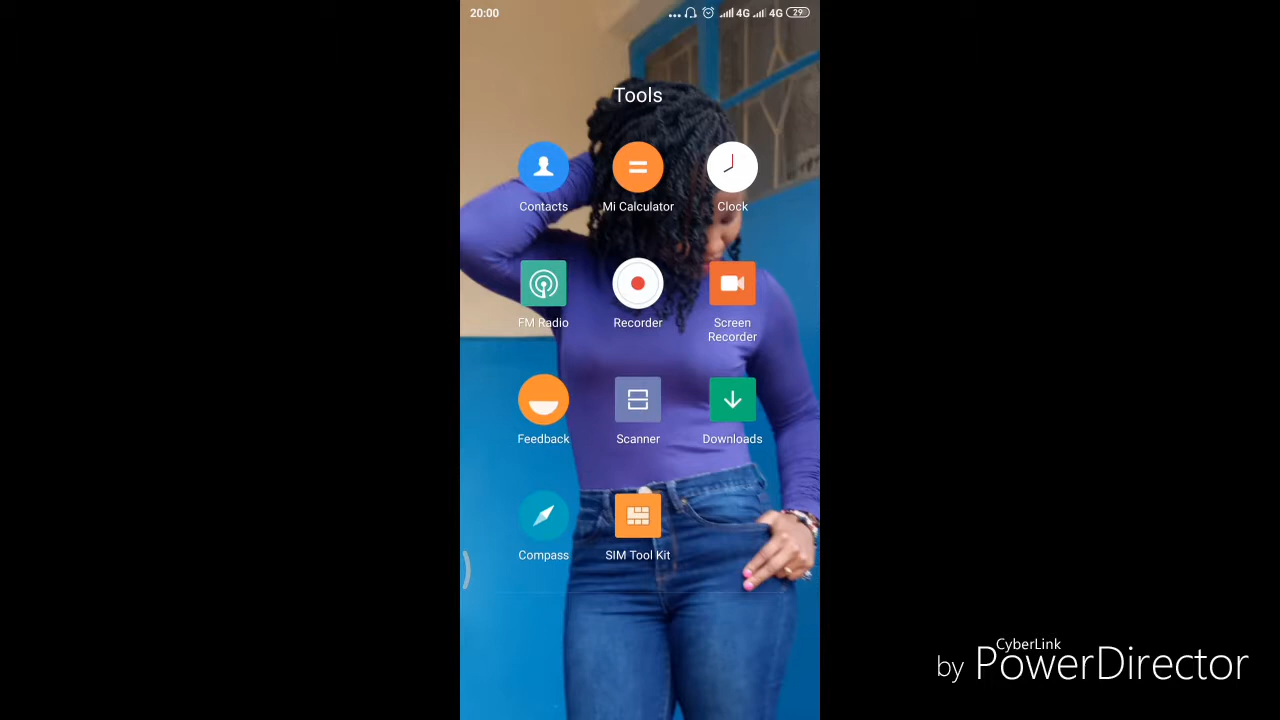 20:00
4G 4G 29
Tools
Contacts Mi Calculator Clock
FM Radio Recorder Screen
Recorder
Feedback Scanner Downloads
Compass SIM Tool Kit
CyberLink
by PowerDirector